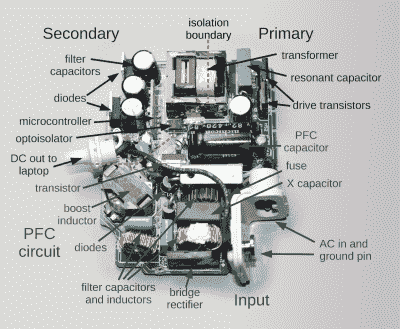 isolation
boundary
Secondary
Primary
filter
capacitors
transformer
resonant capacitor
diodes
drive transistors
microcontroller
optoisolator
PFC
capacitor
DC out to
laptop
fuse
transistor
X capacitor
boost
inductor
PFC
circuit
diodes
AC in and
ground pin
filter capacitors
and inductors
bridge
rectifier
Input